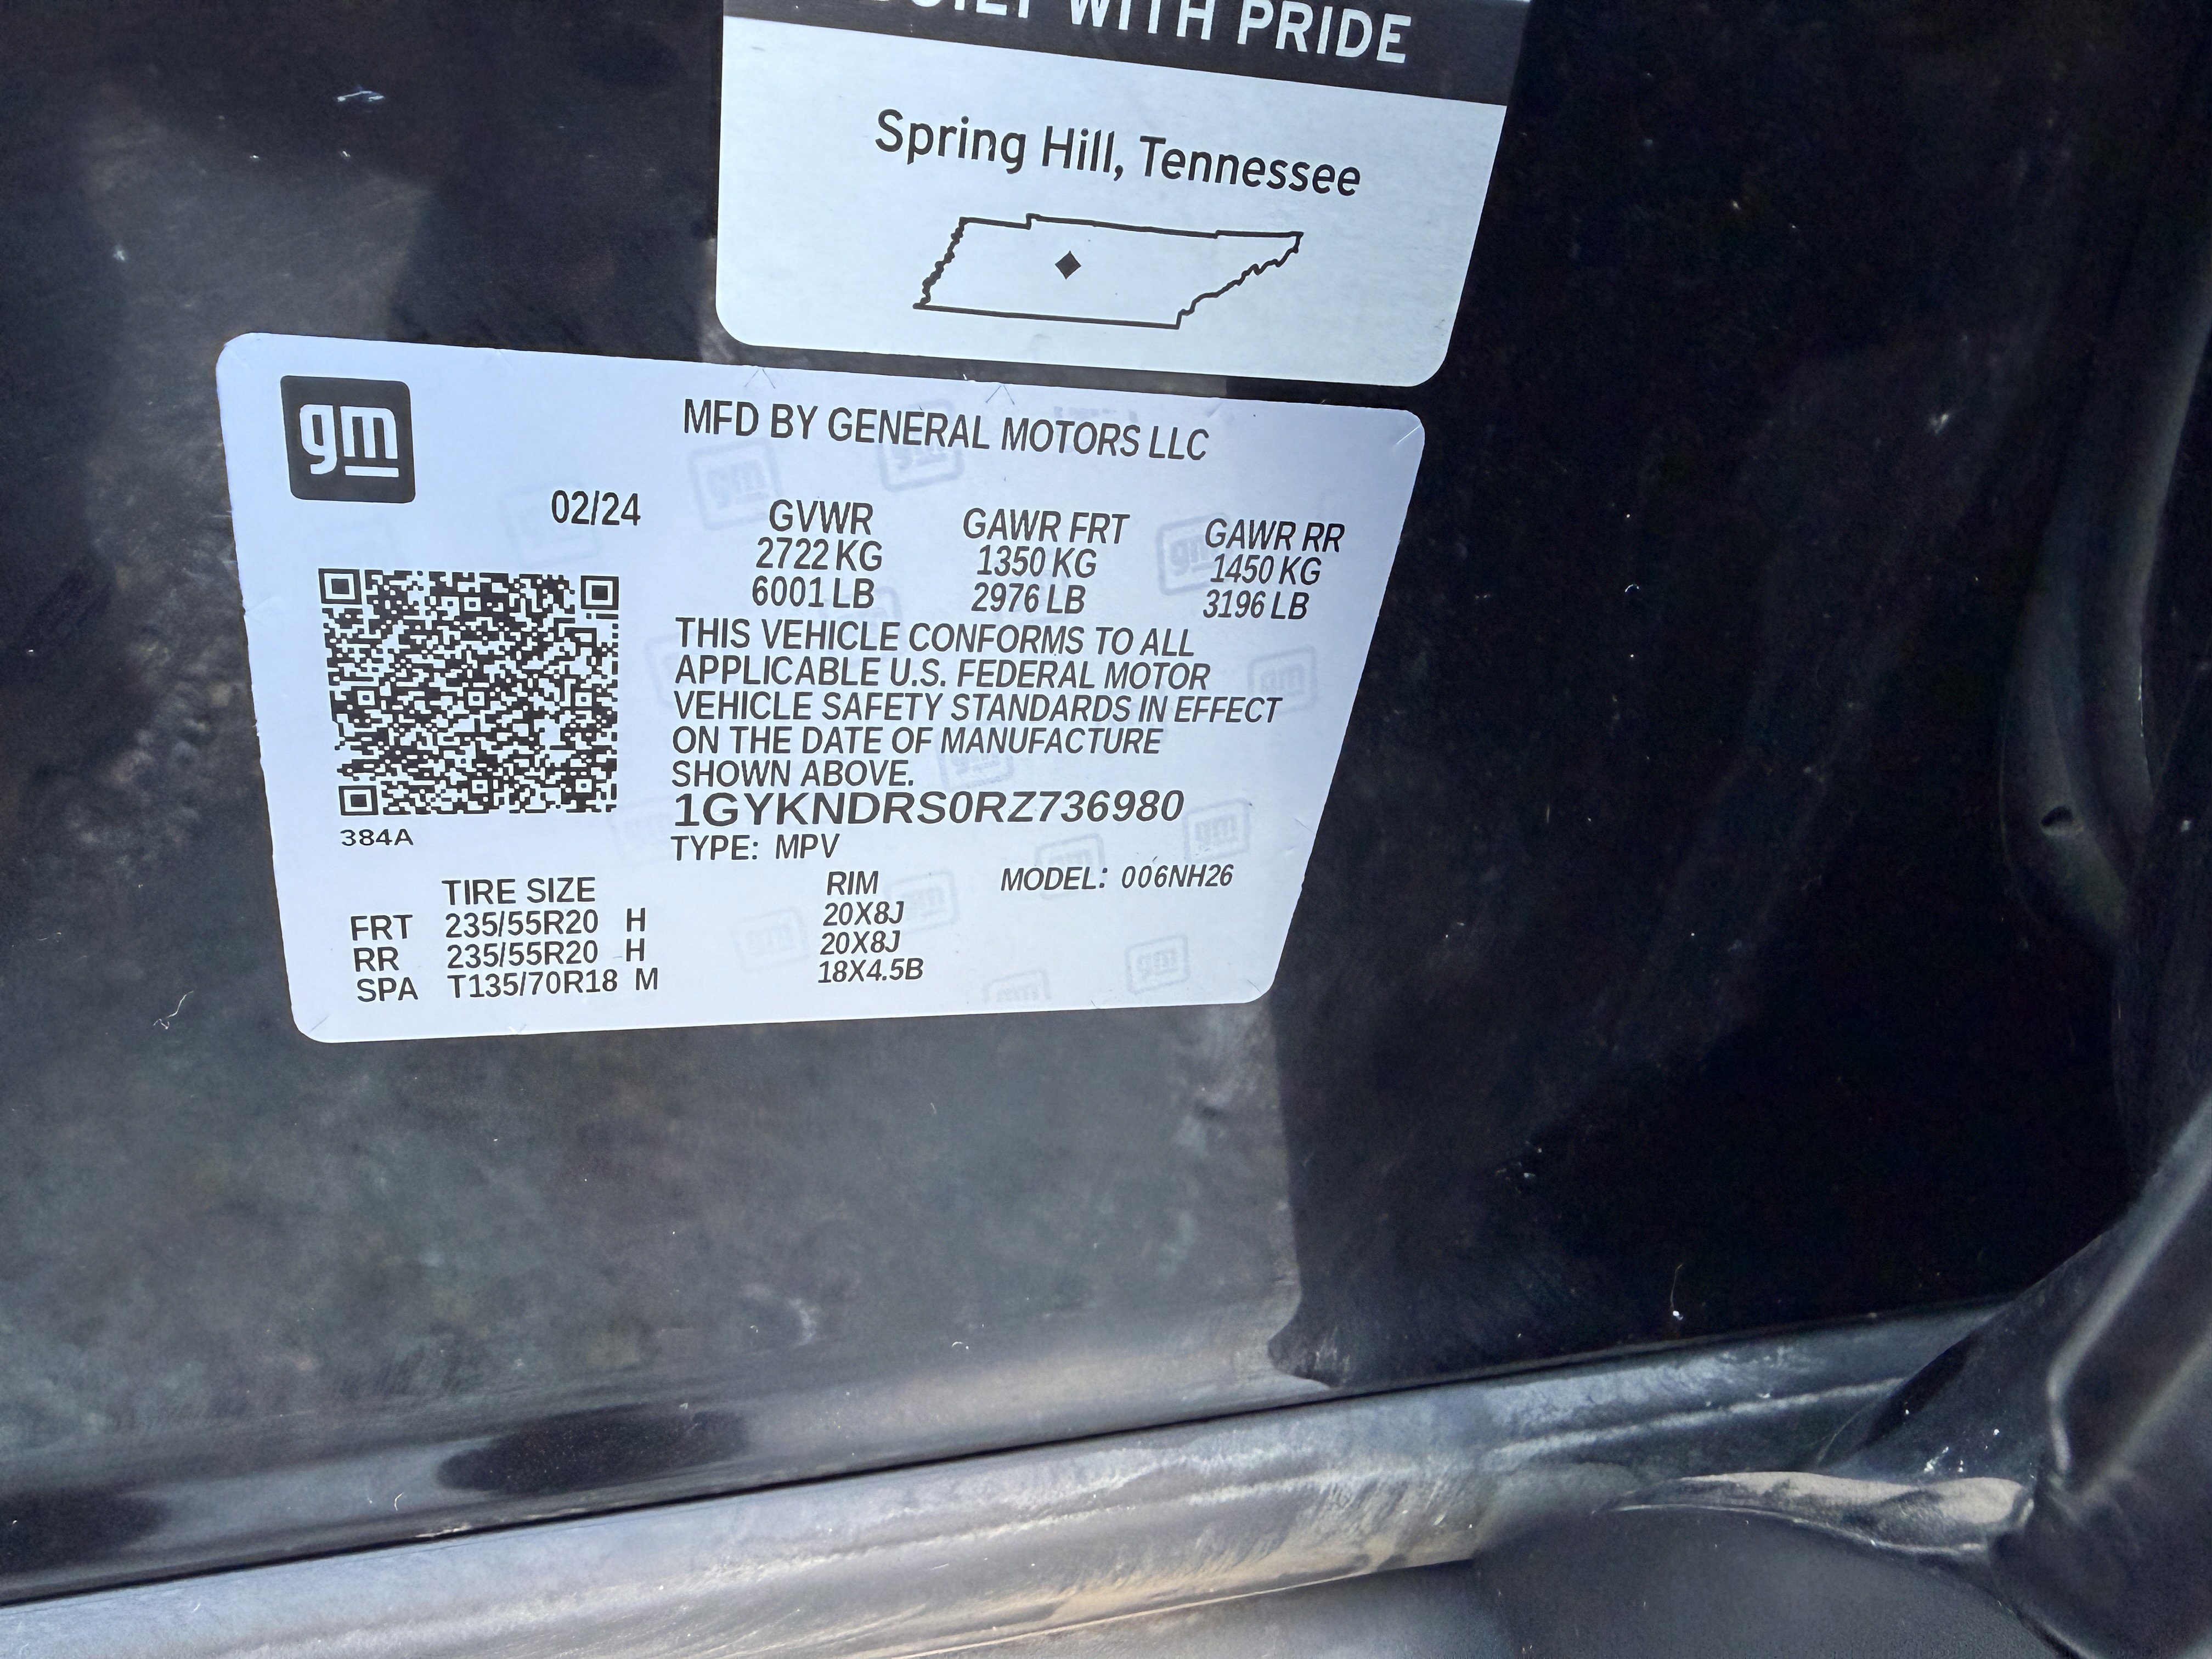 BUILT WITH PRIDE
Spring Hill, Tennessee
gm
MFD BY GENERAL MOTORS LLC
02/24 GVWR GAWR FRT GAWR RR
2722 KG 1350 KG 1450 KG
6001 LB 2976 LB 3196 LB
THIS VEHICLE CONFORMS TO ALL
APPLICABLE U.S. FEDERAL MOTOR
VEHICLE SAFETY STANDARDS IN EFFECT
ON THE DATE OF MANUFACTURE
SHOWN ABOVE.
1GYKNDRS0RZ736980
384A
TYPE: MPV
TIRE SIZE RIM MODEL: 006NH26
FRT 235/55R20 H 20X8J
RR 235/55R20 H 20X8J
SPA T135/70R18 M 18X4.5B